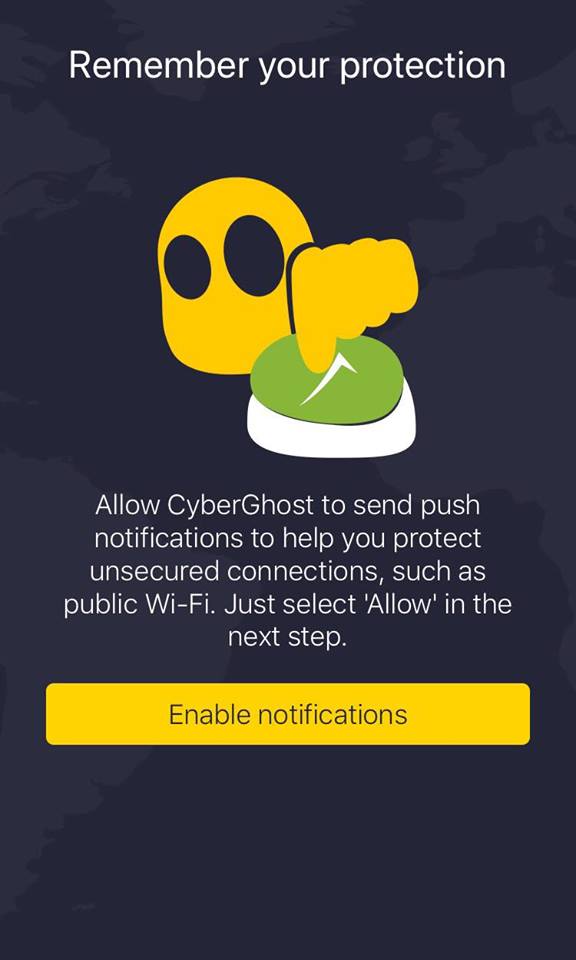 Remember your protection
Allow CyberGhost to send push
notifications to help you protect
unsecured connections, such as
public Wi-Fi. Just select 'Allow' in the
next step.
Enable notifications